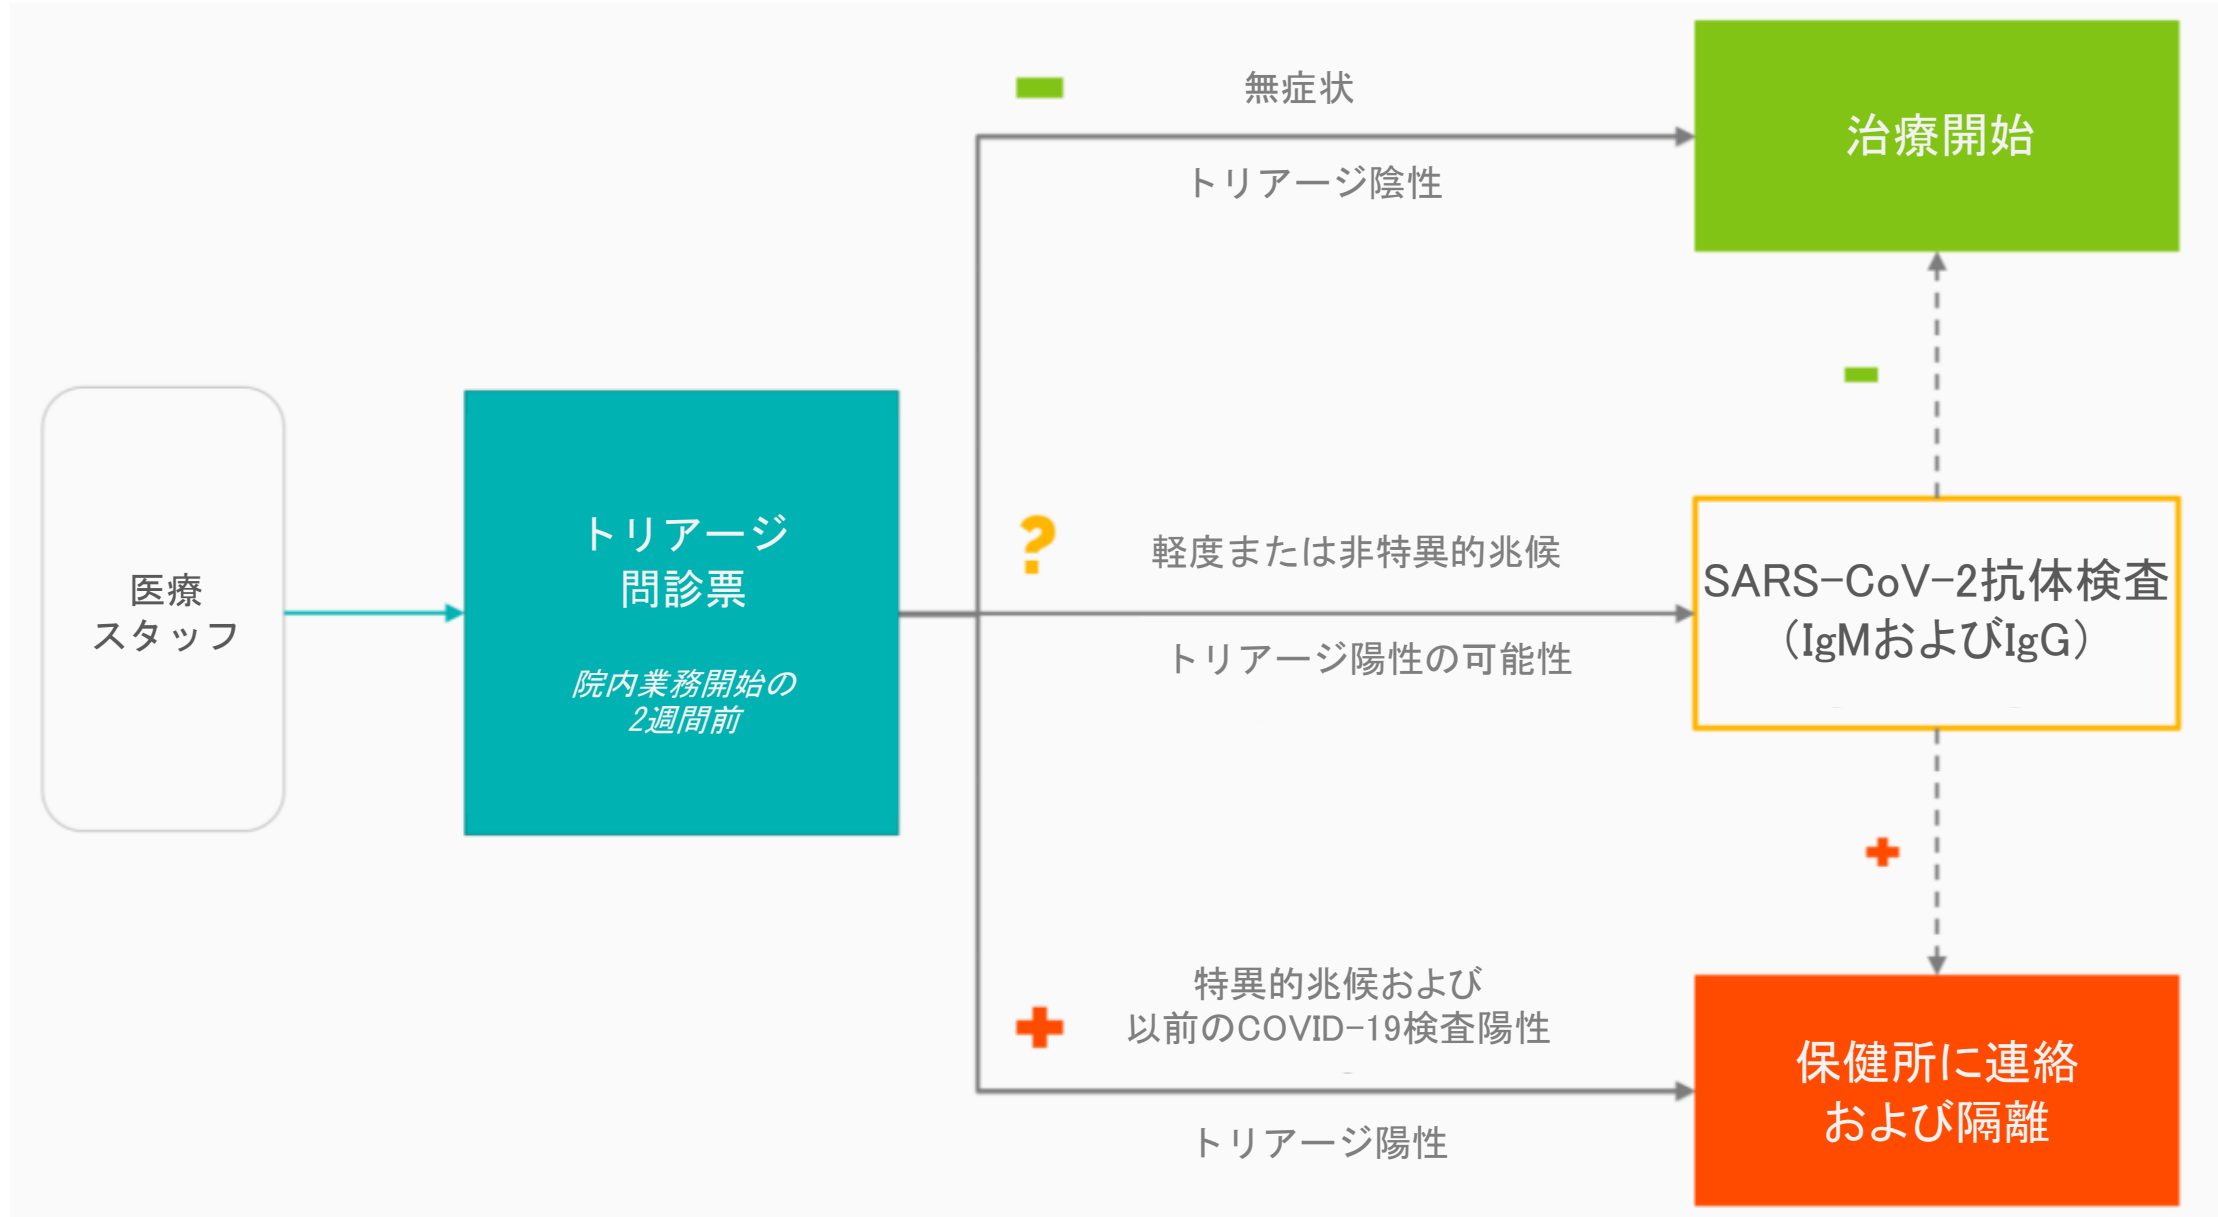 医療
スタッフ
トリアージ
問診票
院内業務開始の
2週間前
無症状
トリアージ陰性
治療開始
軽度または非特異的兆候
トリアージ陽性の可能性
SARS-CoV-2抗体検査
（IgMおよびIgG）
特異的兆候および
以前のCOVID-19検査陽性
トリアージ陽性
保健所に連絡
および隔離